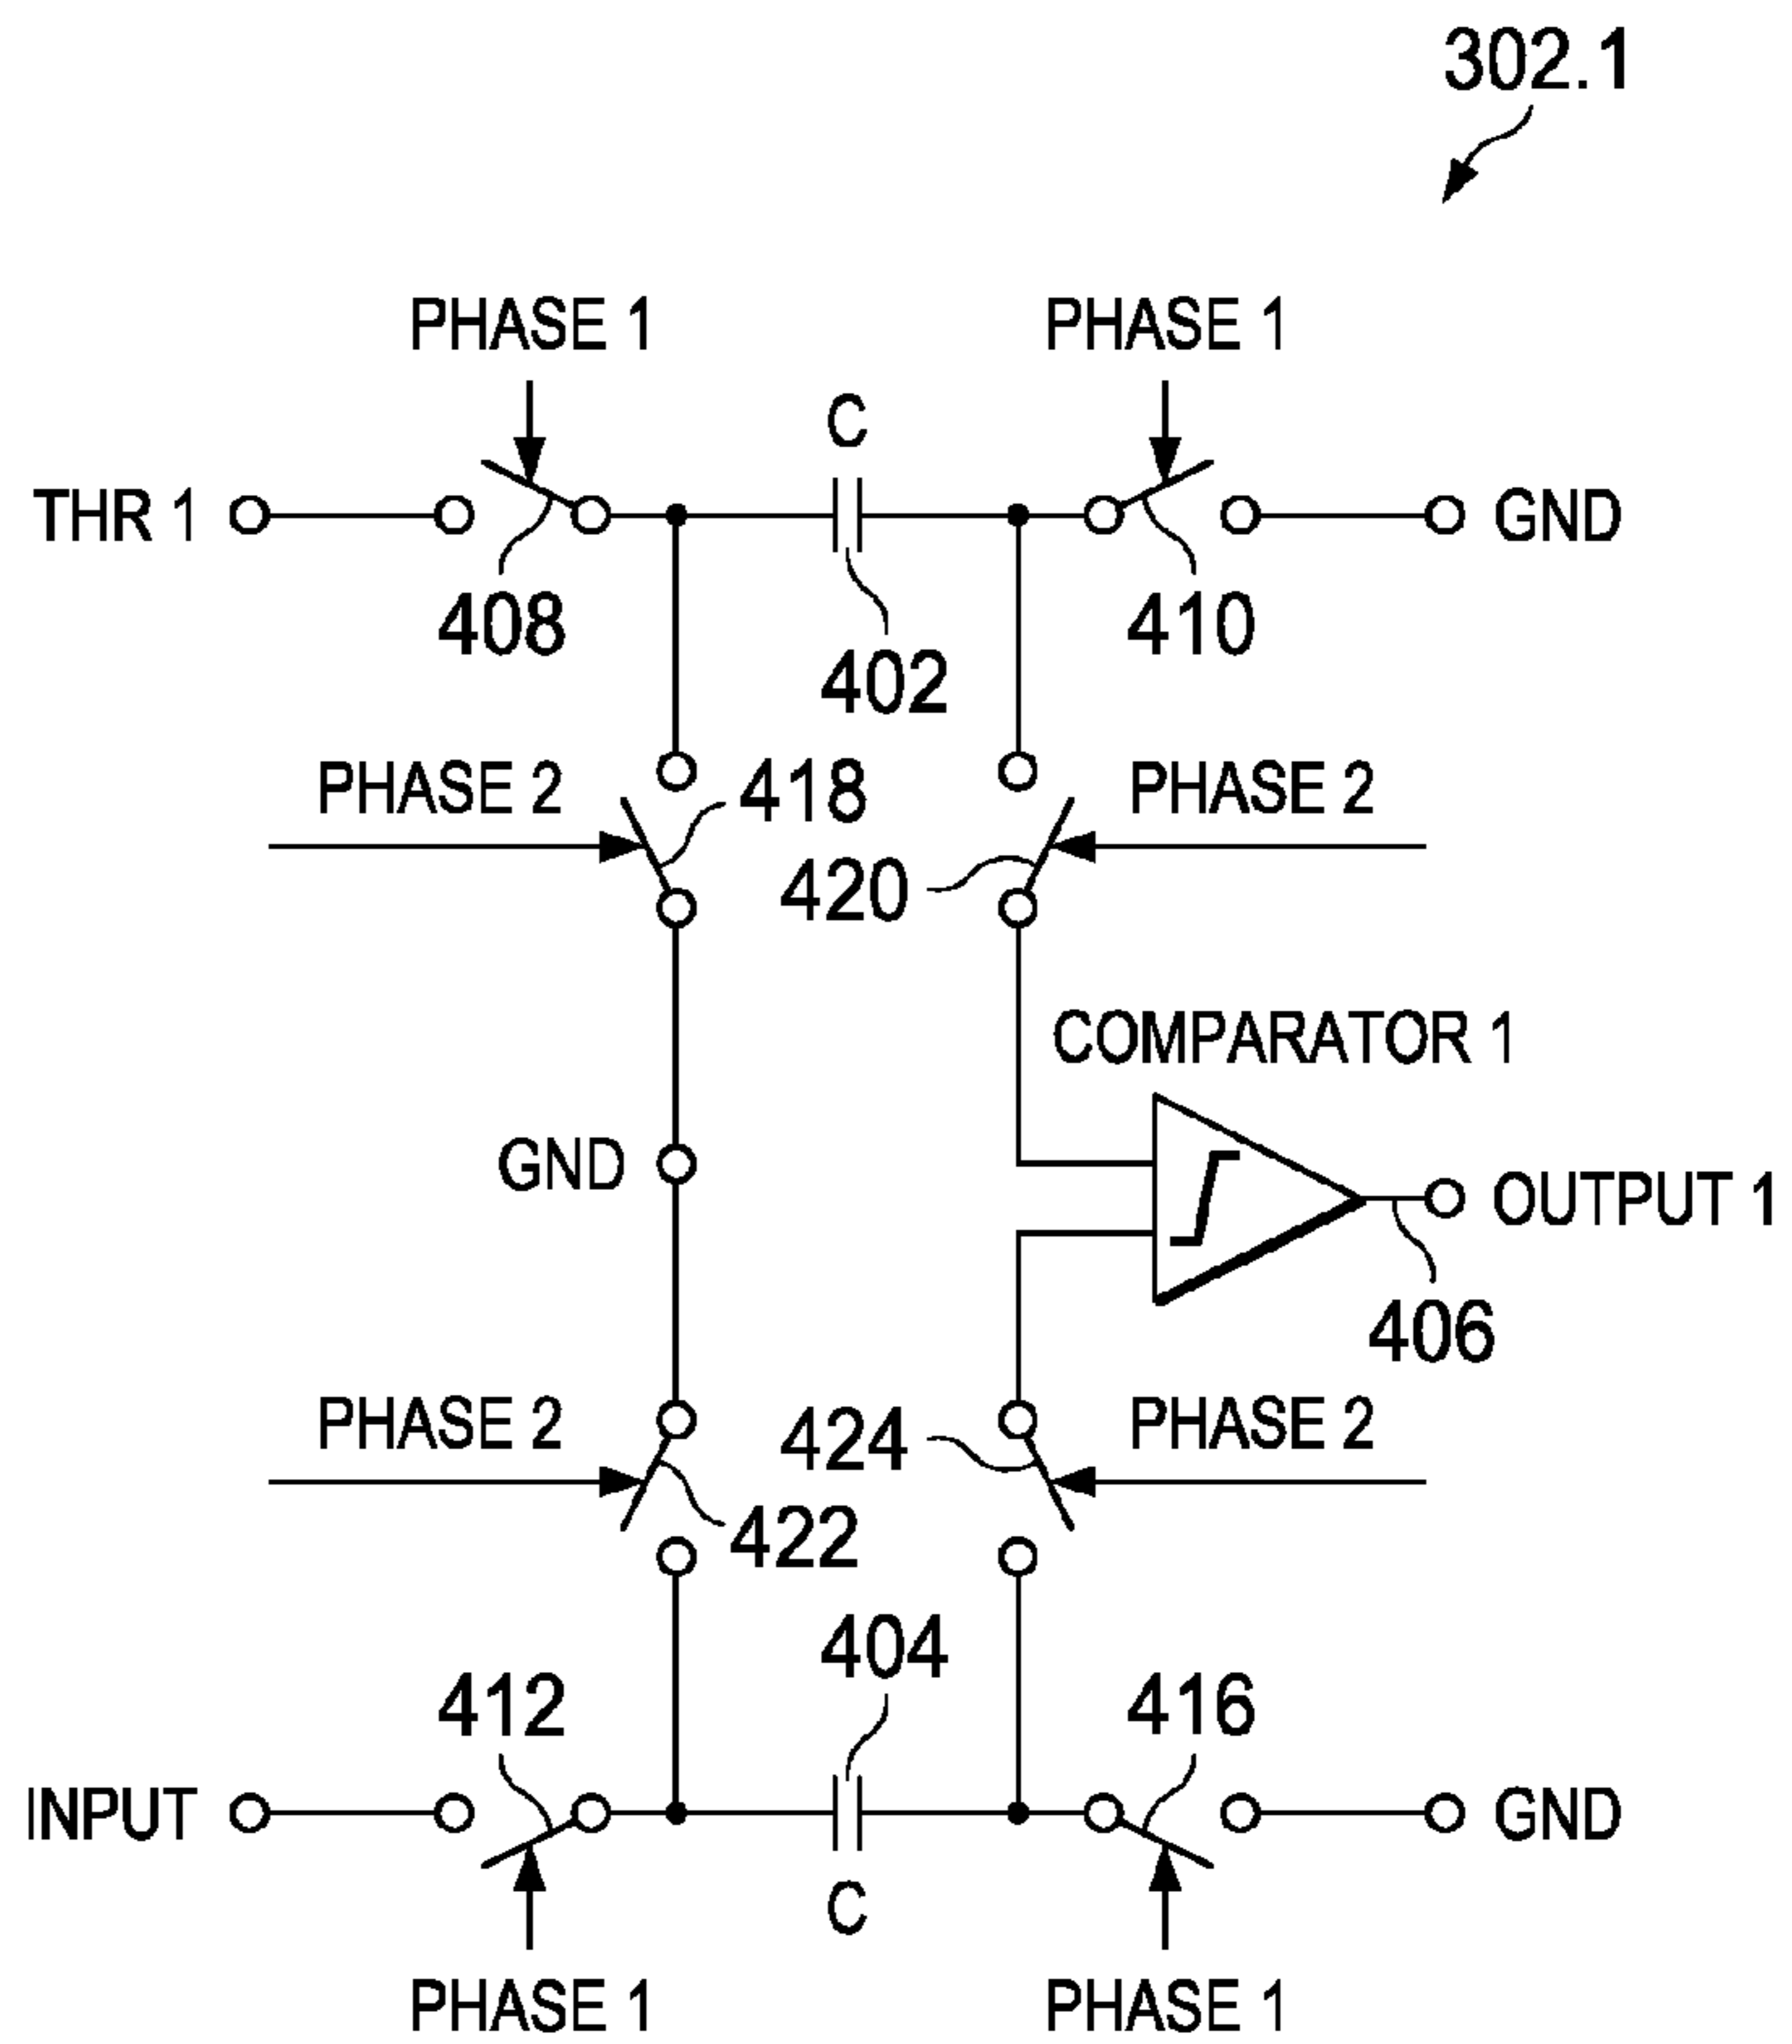 302.1
PHASE 1
PHASE 1
C
THR 1
GND
408
410
402
PHASE 2
418
PHASE 2
420
COMPARATOR 1
GND
OUTPUT 1
406
PHASE 2
424
PHASE 2
422
404
412
416
INPUT
GND
C
PHASE 1
PHASE 1